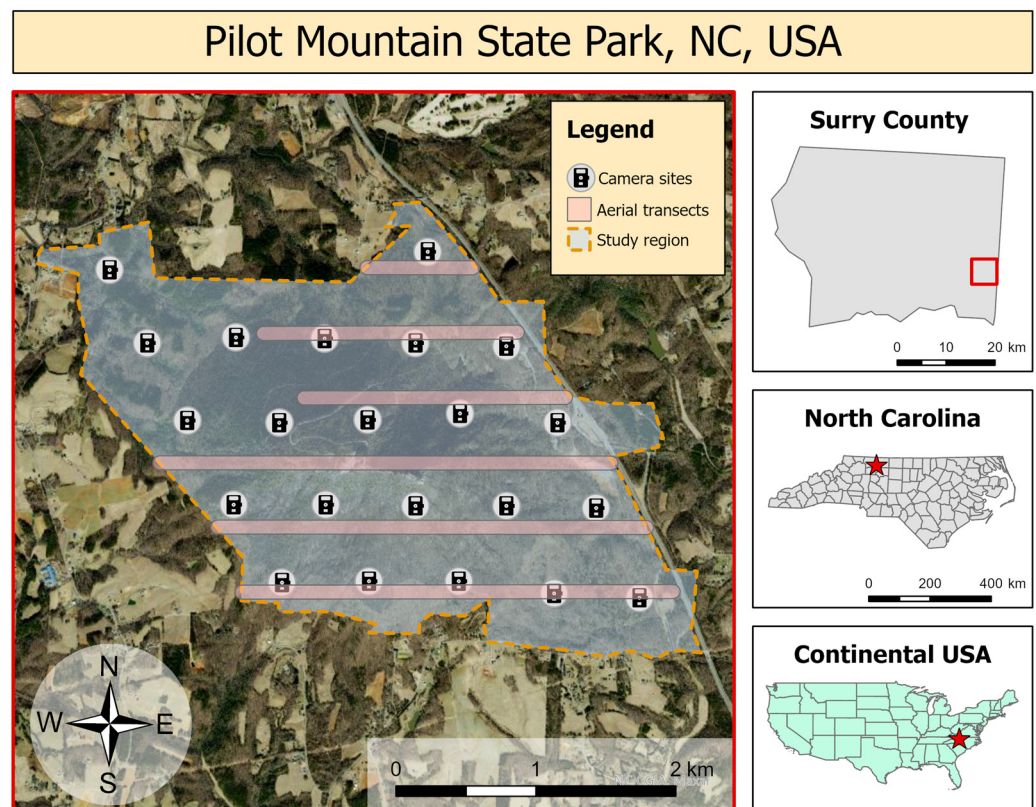 Pilot Mountain State Park, NC, USA
Legend
Camera sites
Aerial transects
Study region
N
W E
S
0 1 2 km
Surry County
0 10 20 km
North Carolina
0 200 400 km
Continental USA